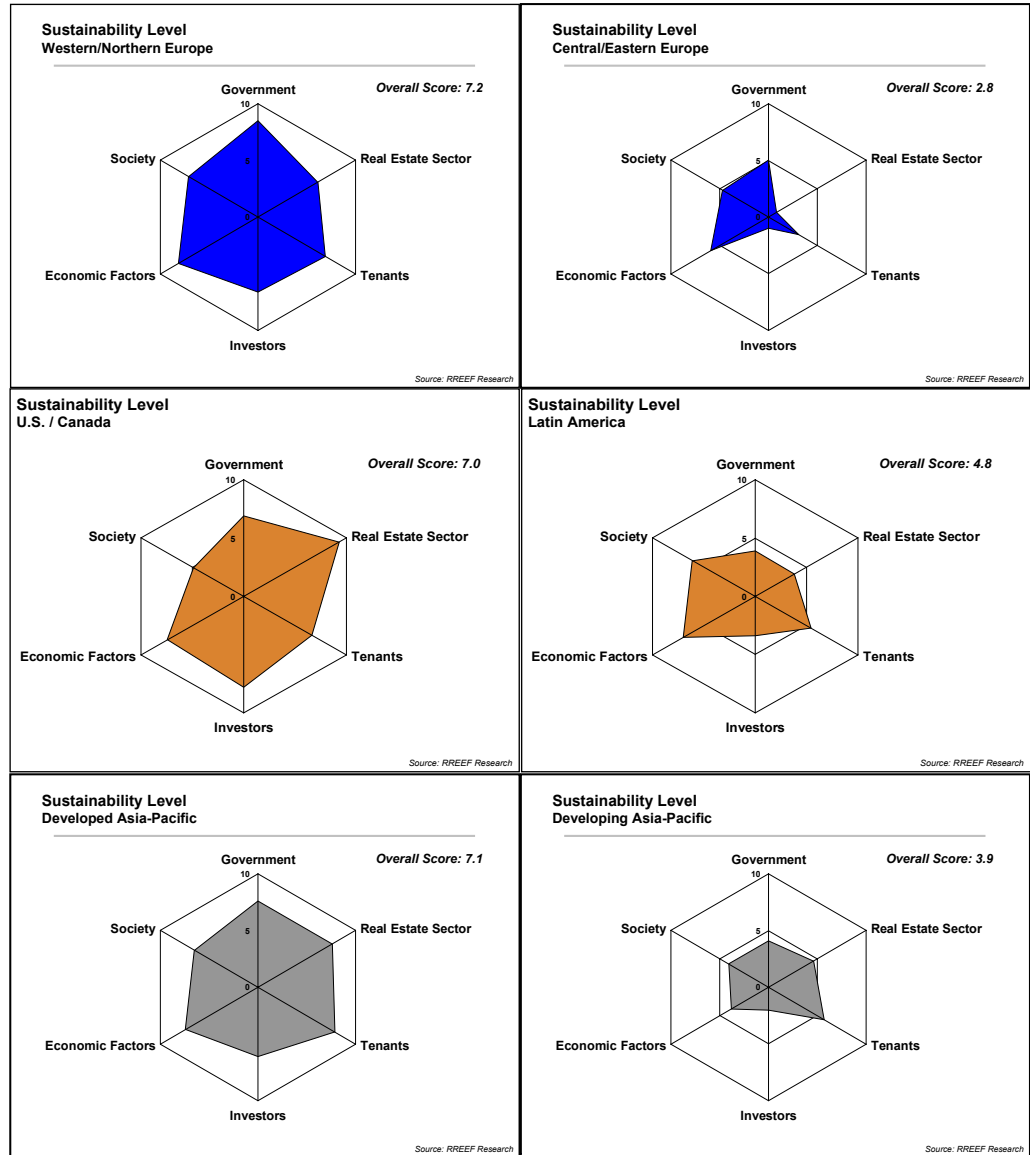 Sustainability Level
Western/Northern Europe
Overall Score: 7.2
Government
10
Society
Real Estate Sector
5
0
Economic Factors
Tenants
Investors
Source: RREEF Research
Sustainability Level
Central/Eastern Europe
Overall Score: 2.8
Government
10
Society
Real Estate Sector
5
0
Economic Factors
Tenants
Investors
Source: RREEF Research
Sustainability Level
U.S. / Canada
Overall Score: 7.0
Government
10
Society
Real Estate Sector
5
0
Economic Factors
Tenants
Investors
Source: RREEF Research
Sustainability Level
Latin America
Overall Score: 4.8
Government
10
Society
Real Estate Sector
5
0
Economic Factors
Tenants
Investors
Source: RREEF Research
Sustainability Level
Developed Asia-Pacific
Overall Score: 7.1
Government
10
Society
Real Estate Sector
5
0
Economic Factors
Tenants
Investors
Source: RREEF Research
Sustainability Level
Developing Asia-Pacific
Overall Score: 3.9
Government
10
Society
Real Estate Sector
5
0
Economic Factors
Tenants
Investors
Source: RREEF Research